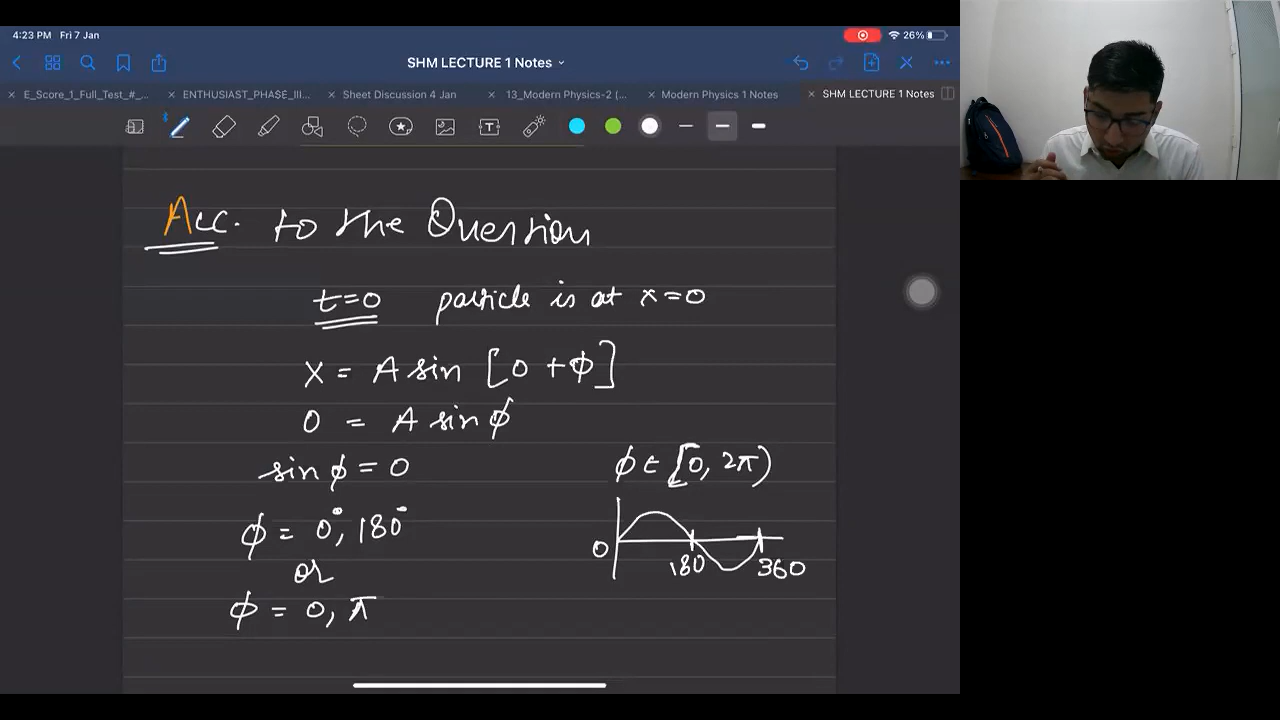 4:23 PM Fri 7 Jan
26%
SHM LECTURE 1 Notes
E_Score_1_Full_Test_#_...
ENTHUSIAST_PHASE_III...
Sheet Discussion 4 Jan
13_Modern Physics-2 (...
Modern Physics 1 Notes
SHM LECTURE 1 Notes
Acc. to the Question
t=0 particle is at x=0
x = A sin [0 + ϕ]
0 = A sin ϕ
sin ϕ = 0
ϕ ∈ [0, 2π)
ϕ = 0°, 180°
0 180 360
or
ϕ = 0, π